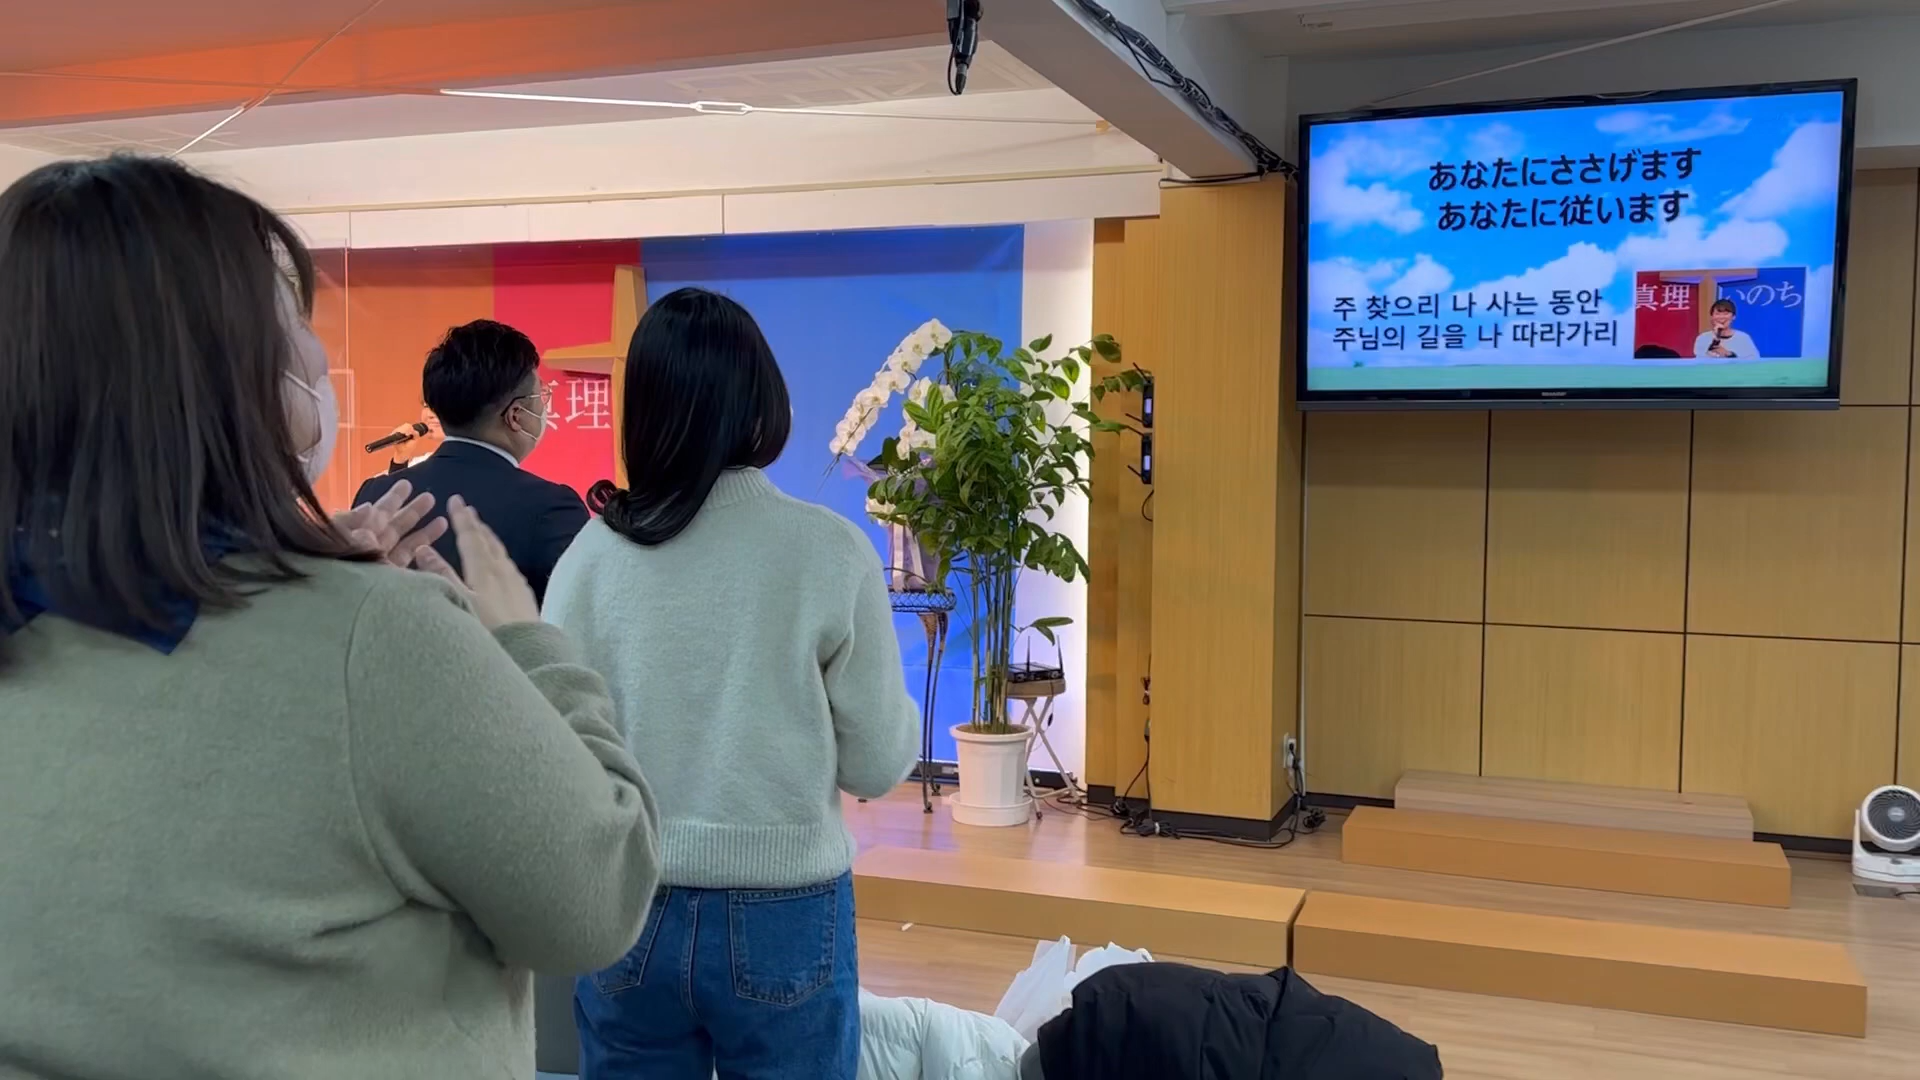 あなたにささげます
あなたに従います
주 찾으리 나 사는 동안
주님의 길을 나 따라가리
真理 いのち
真理
SHARP